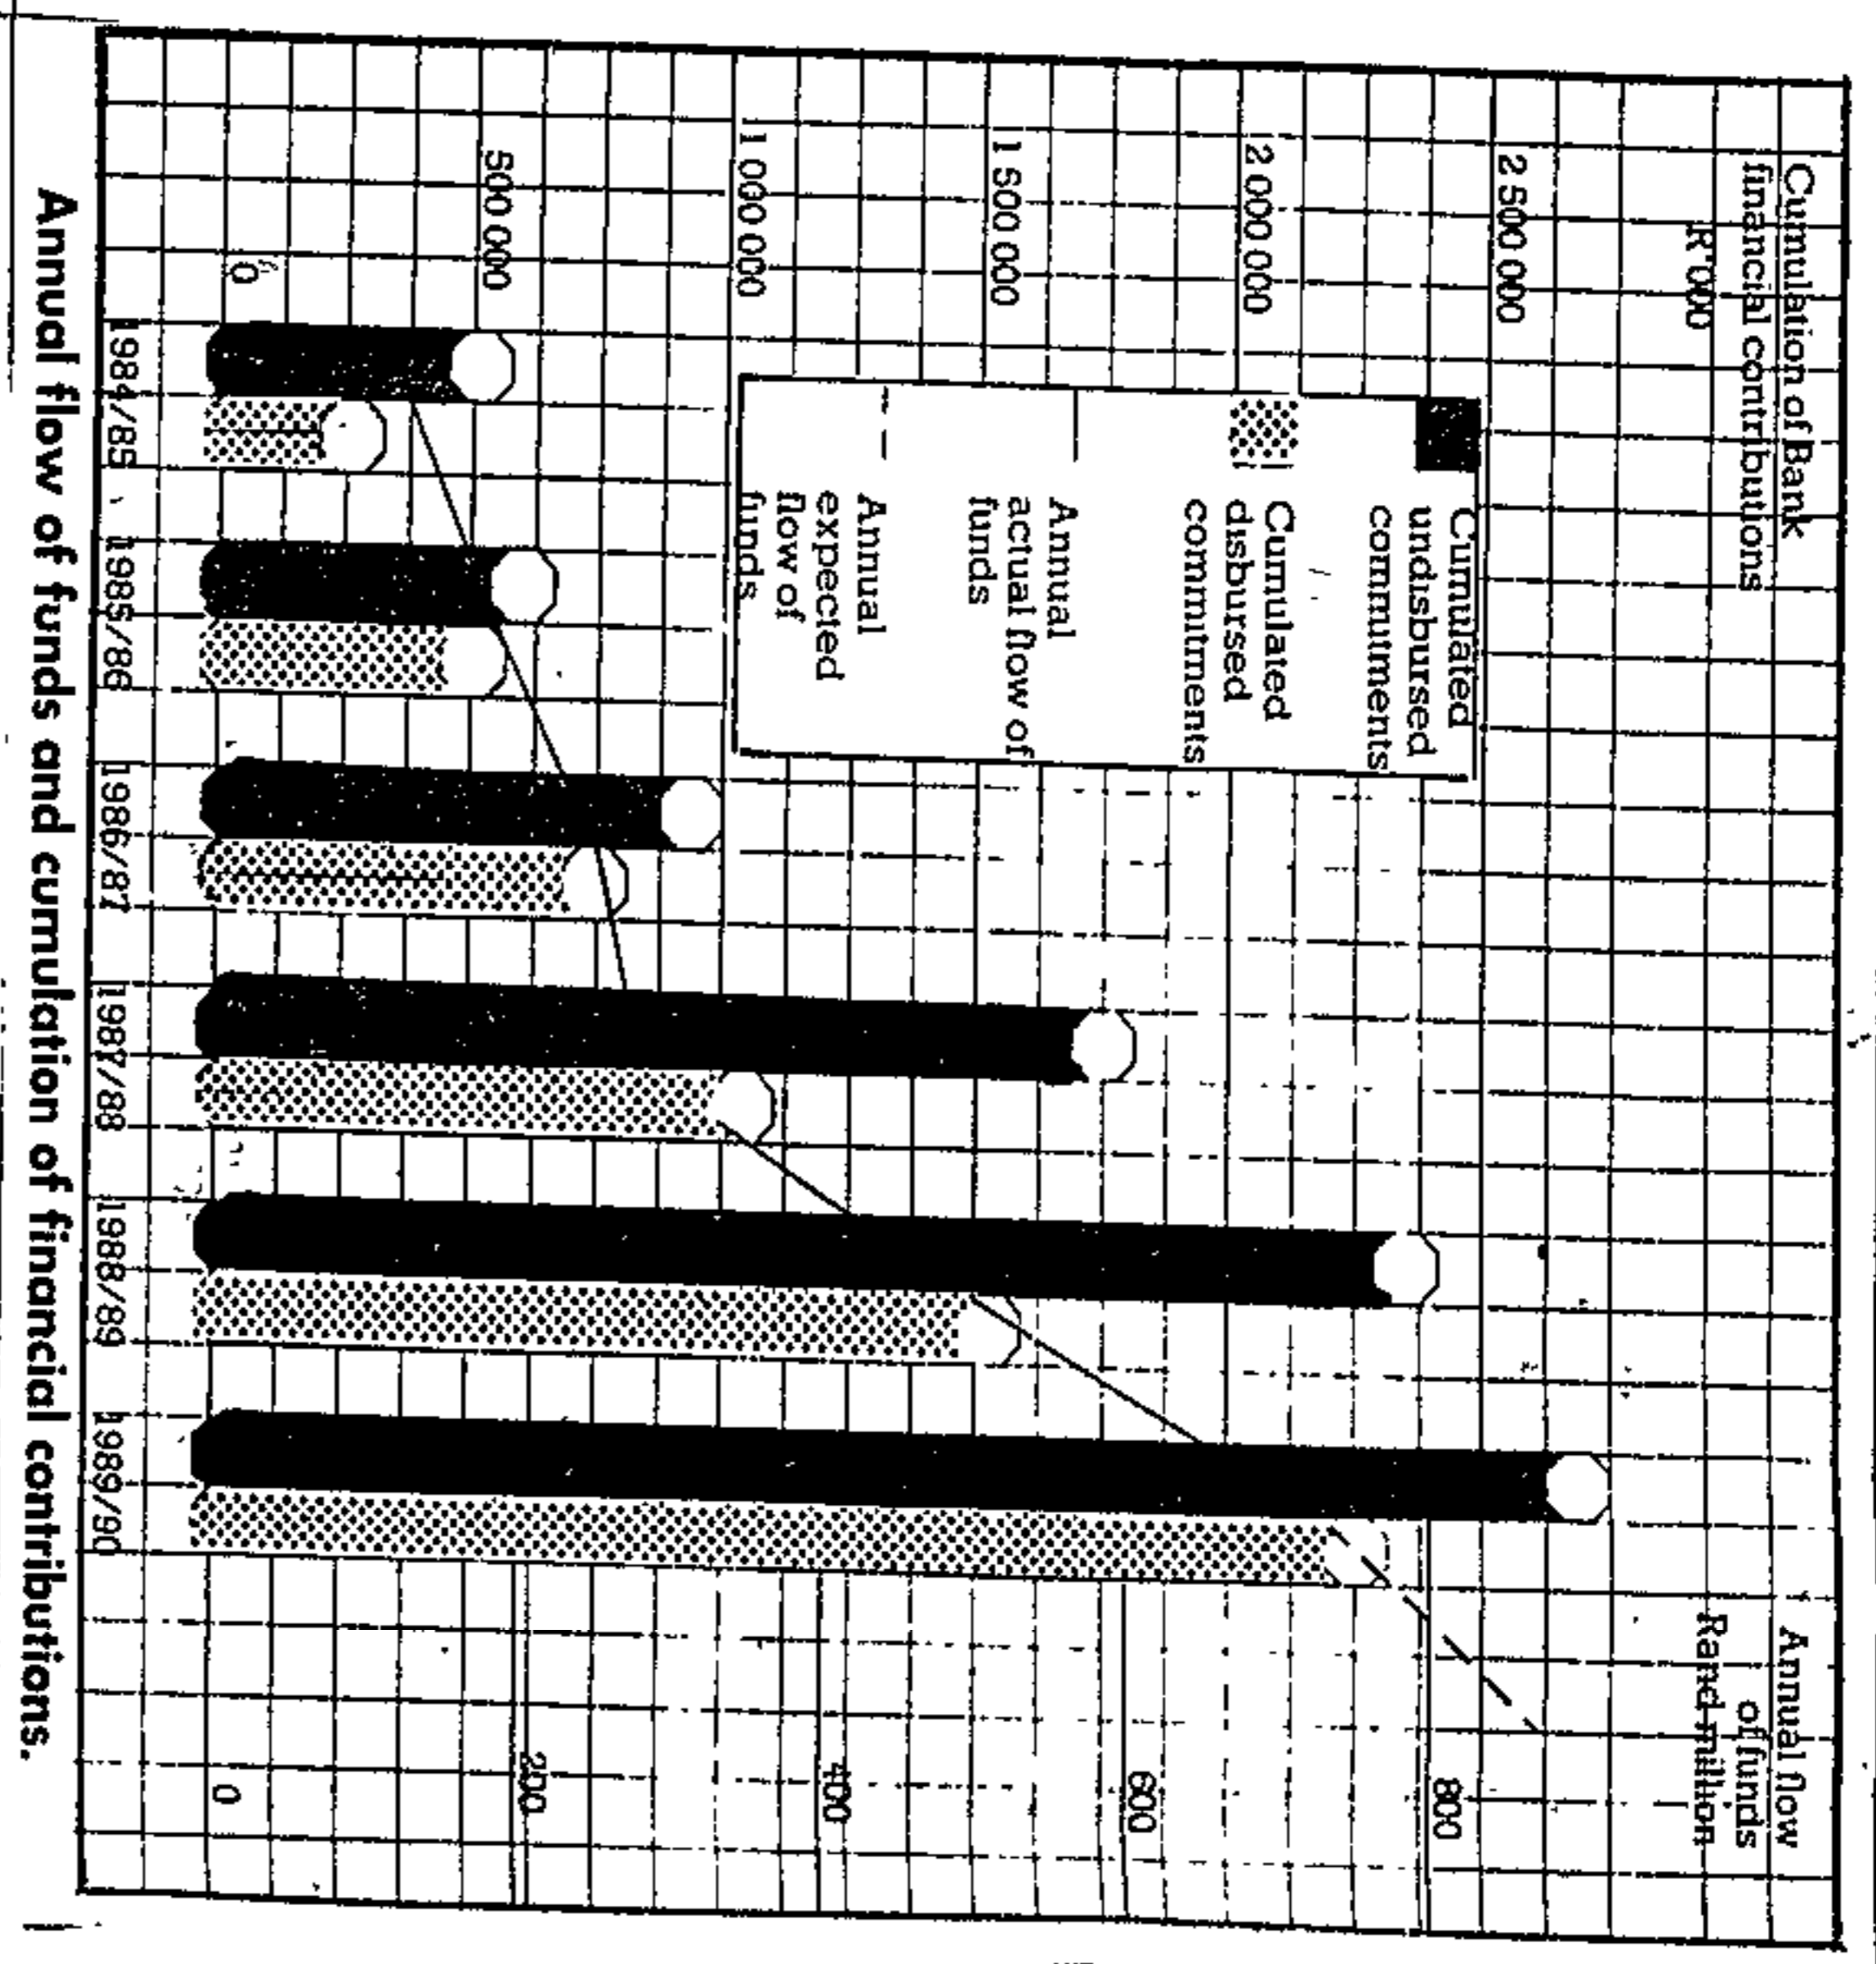 Cumulation of Bank
financial contributions
R'000
Annual flow
of funds
Rand million
2 500 000
2 000 000
1 500 000
1 000 000
500 000
0
800
600
400
200
0
Cumulated
undisbursed
commitments
Cumulated
disbursed
commitments
Annual
actual flow of
funds
Annual
expected
flow of
funds
1984/85
1985/86
1986/87
1987/88
1988/89
1989/90
Annual flow of funds and cumulation of financial contributions.